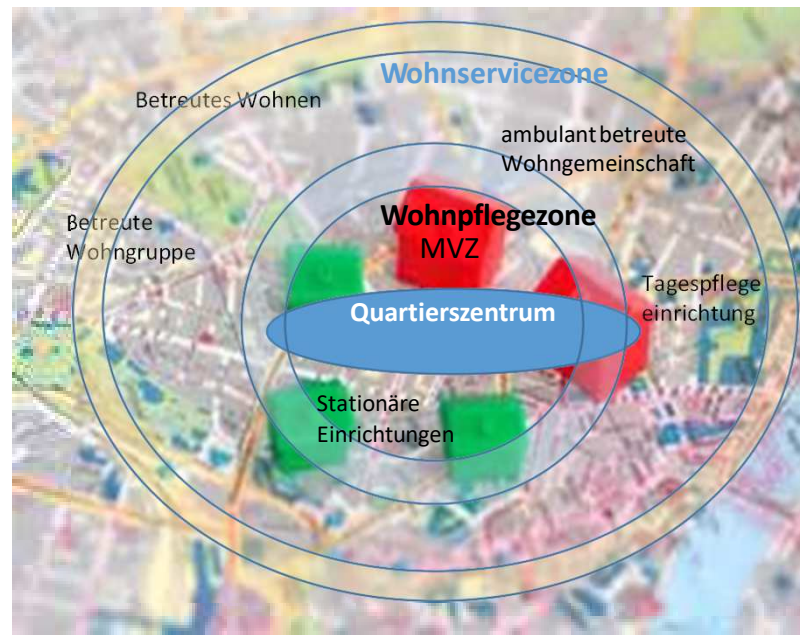 Wohnservicezone
Betreutes Wohnen
ambulant betreute
Wohngemeinschaft
Wohnpflegezone
MVZ
Betreute
Wohngruppe
Tagespflege
einrichtung
Quartierszentrum
Stationäre
Einrichtungen